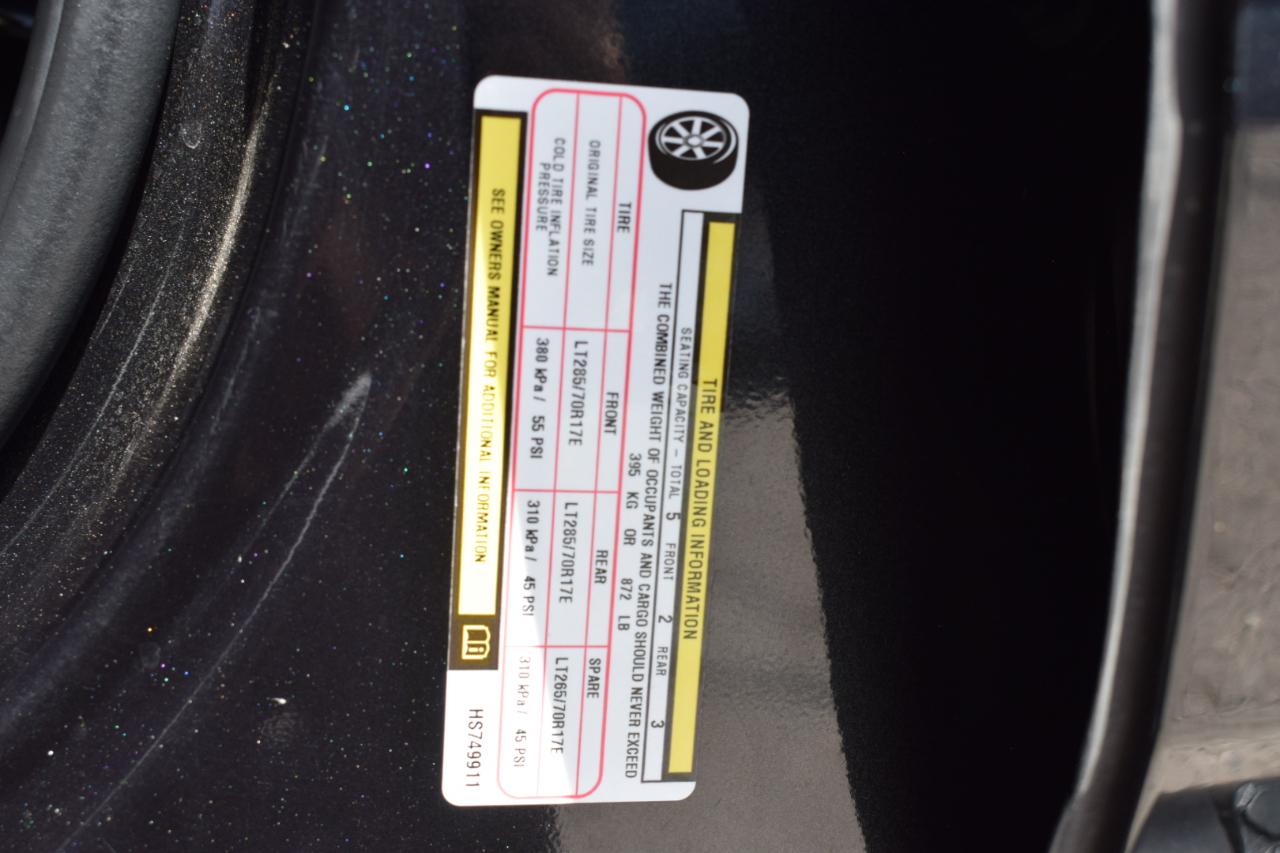 TIRE AND LOADING INFORMATION
SEATING CAPACITY – TOTAL 5 FRONT 2 REAR 3
THE COMBINED WEIGHT OF OCCUPANTS AND CARGO SHOULD NEVER EXCEED
395 KG OR 872 LB
TIRE FRONT REAR SPARE
ORIGINAL TIRE SIZE LT285/70R17E LT285/70R17E LT265/70R17E
COLD TIRE INFLATION
PRESSURE 380 kPa / 55 PSI 310 kPa / 45 PSI 310 kPa / 45 PSI
SEE OWNERS MANUAL FOR ADDITIONAL INFORMATION
HS749911